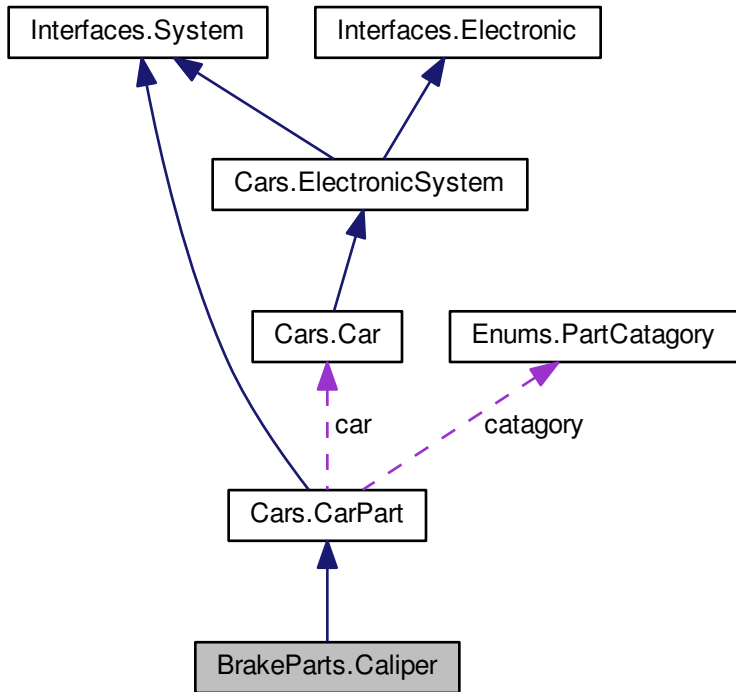 Interfaces.System
Interfaces.Electronic
Cars.ElectronicSystem
Cars.Car
Enums.PartCatagory
car
catagory
Cars.CarPart
BrakeParts.Caliper